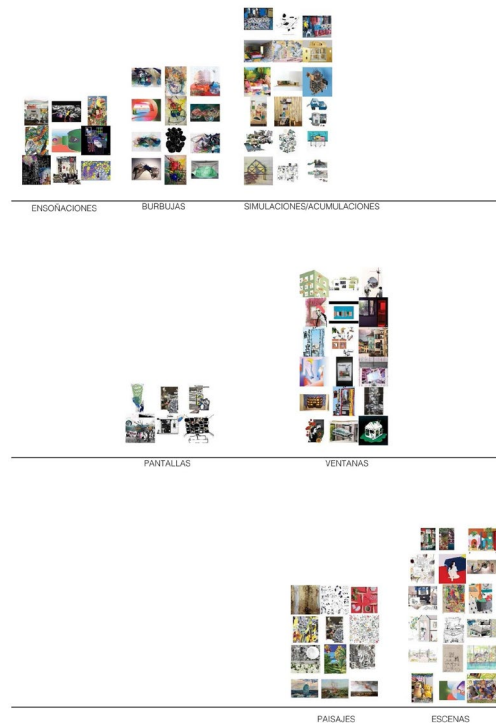 ENSOÑACIONES
BURBUJAS
SIMULACIONES/ACUMULACIONES
PANTALLAS
VENTANAS
PAISAJES
ESCENAS